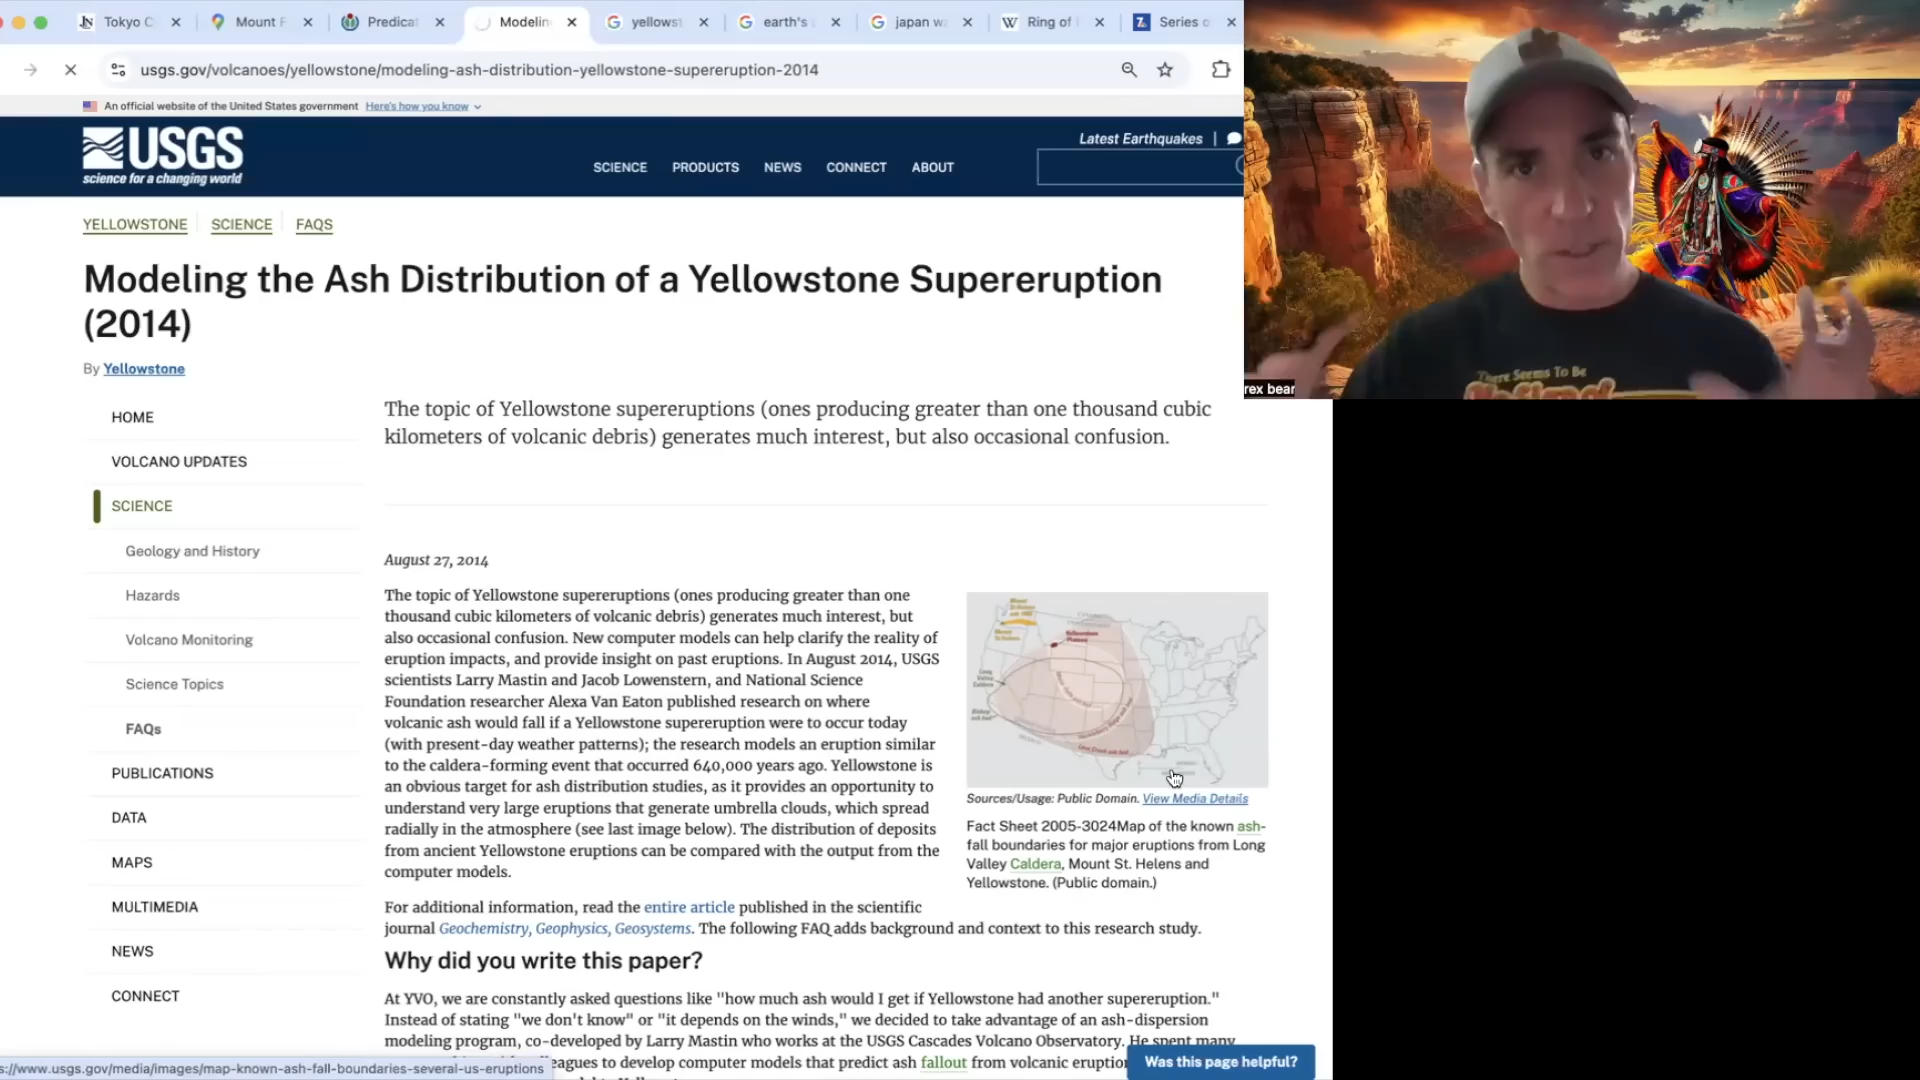 Tokyo C
Mount F
Predica
Modelin
yellowst
earth's
japan w
Ring of
Series o
usgs.gov/volcanoes/yellowstone/modeling-ash-distribution-yellowstone-supereruption-2014
An official website of the United States government Here's how you know
USGS
science for a changing world
SCIENCE PRODUCTS NEWS CONNECT ABOUT
Latest Earthquakes |
YELLOWSTONE SCIENCE FAQS
Modeling the Ash Distribution of a Yellowstone Supereruption
(2014)
By Yellowstone
HOME
VOLCANO UPDATES
SCIENCE
Geology and History
Hazards
Volcano Monitoring
Science Topics
FAQs
PUBLICATIONS
DATA
MAPS
MULTIMEDIA
NEWS
CONNECT
The topic of Yellowstone supereruptions (ones producing greater than one thousand cubic
kilometers of volcanic debris) generates much interest, but also occasional confusion.
August 27, 2014
The topic of Yellowstone supereruptions (ones producing greater than one
thousand cubic kilometers of volcanic debris) generates much interest, but
also occasional confusion. New computer models can help clarify the reality of
eruption impacts, and provide insight on past eruptions. In August 2014, USGS
scientists Larry Mastin and Jacob Lowenstern, and National Science
Foundation researcher Alexa Van Eaton published research on where
volcanic ash would fall if a Yellowstone supereruption were to occur today
(with present-day weather patterns); the research models an eruption similar
to the caldera-forming event that occurred 640,000 years ago. Yellowstone is
an obvious target for ash distribution studies, as it provides an opportunity to
understand very large eruptions that generate umbrella clouds, which spread
radially in the atmosphere (see last image below). The distribution of deposits
from ancient Yellowstone eruptions can be compared with the output from the
computer models.
Sources/Usage: Public Domain. View Media Details
Fact Sheet 2005-3024Map of the known ash-
fall boundaries for major eruptions from Long
Valley Caldera, Mount St. Helens and
Yellowstone. (Public domain.)
For additional information, read the entire article published in the scientific
journal Geochemistry, Geophysics, Geosystems. The following FAQ adds background and context to this research study.
Why did you write this paper?
At YVO, we are constantly asked questions like "how much ash would I get if Yellowstone had another supereruption."
Instead of stating "we don't know" or "it depends on the winds," we decided to take advantage of an ash-dispersion
modeling program, co-developed by Larry Mastin who works at the USGS Cascades Volcano Observatory. He spent many
eagues to develop computer models that predict ash fallout from volcanic eruption
Was this page helpful?
s://www.usgs.gov/media/images/map-known-ash-fall-boundaries-several-us-eruptions
rex bear
There Seems To Be